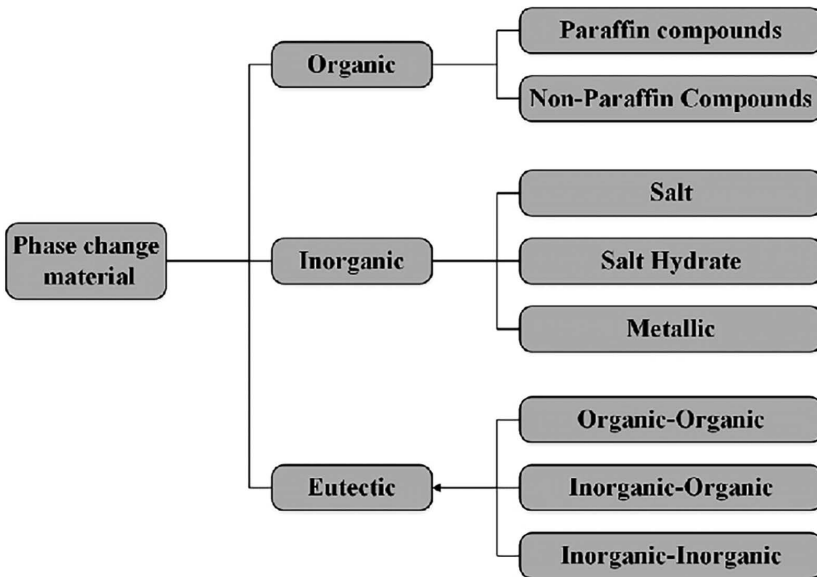 Phase change
material
Organic
Paraffin compounds
Non-Paraffin Compounds
Inorganic
Salt
Salt Hydrate
Metallic
Eutectic
Organic-Organic
Inorganic-Organic
Inorganic-Inorganic